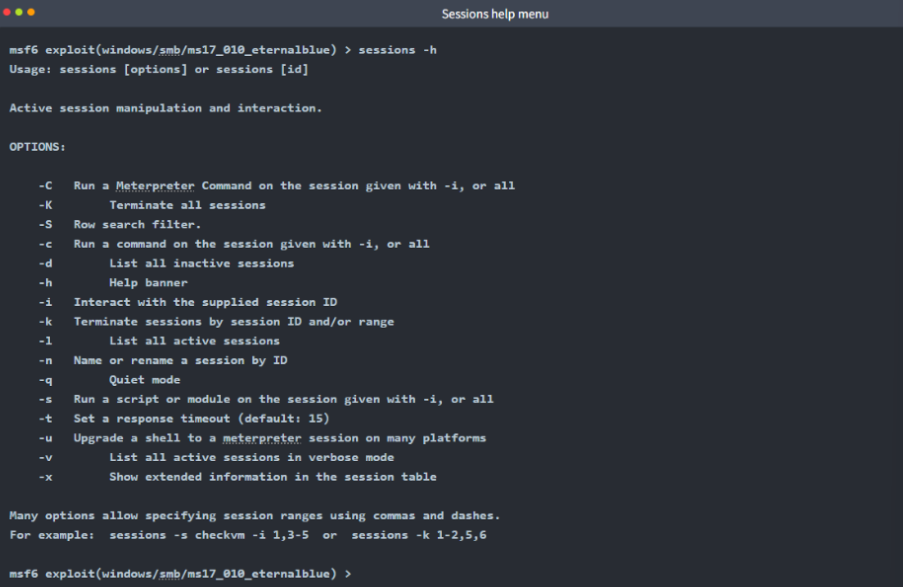 Sessions help menu
msf6 exploit(windows/smb/ms17_010_eternalblue) > sessions -h
Usage: sessions [options] or sessions [id]
Active session manipulation and interaction.
OPTIONS:
-C Run a Meterpreter Command on the session given with -i, or all
-K Terminate all sessions
-S Row search filter.
-c Run a command on the session given with -i, or all
-d List all inactive sessions
-h Help banner
-i Interact with the supplied session ID
-k Terminate sessions by session ID and/or range
-l List all active sessions
-n Name or rename a session by ID
-q Quiet mode
-s Run a script or module on the session given with -i, or all
-t Set a response timeout (default: 15)
-u Upgrade a shell to a meterpreter session on many platforms
-v List all active sessions in verbose mode
-x Show extended information in the session table
Many options allow specifying session ranges using commas and dashes.
For example: sessions -s checkvm -i 1,3-5 or sessions -k 1-2,5,6
msf6 exploit(windows/smb/ms17_010_eternalblue) >